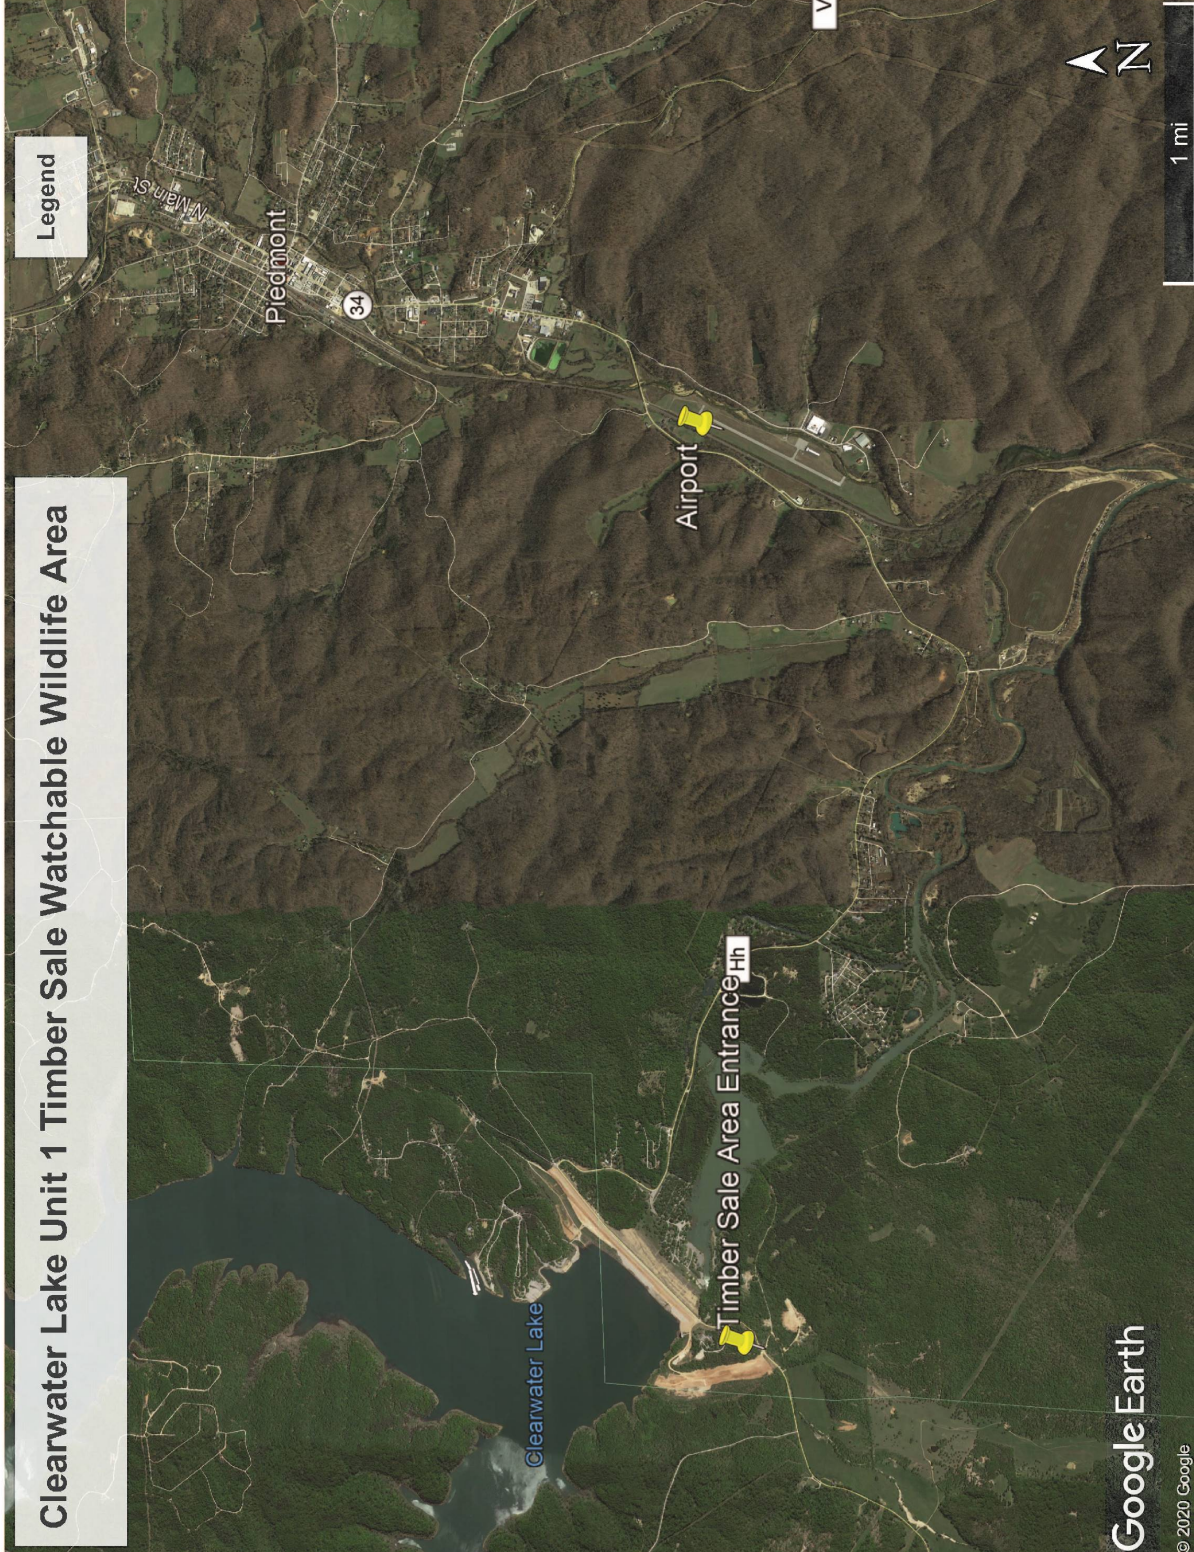 Clearwater Lake Unit 1 Timber Sale Watchable Wildlife Area
Legend
N Main St
Piedmont
34
Airport
Hh
Timber Sale Area Entrance
Clearwater Lake
V
N
1 mi
Google Earth
© 2020 Google